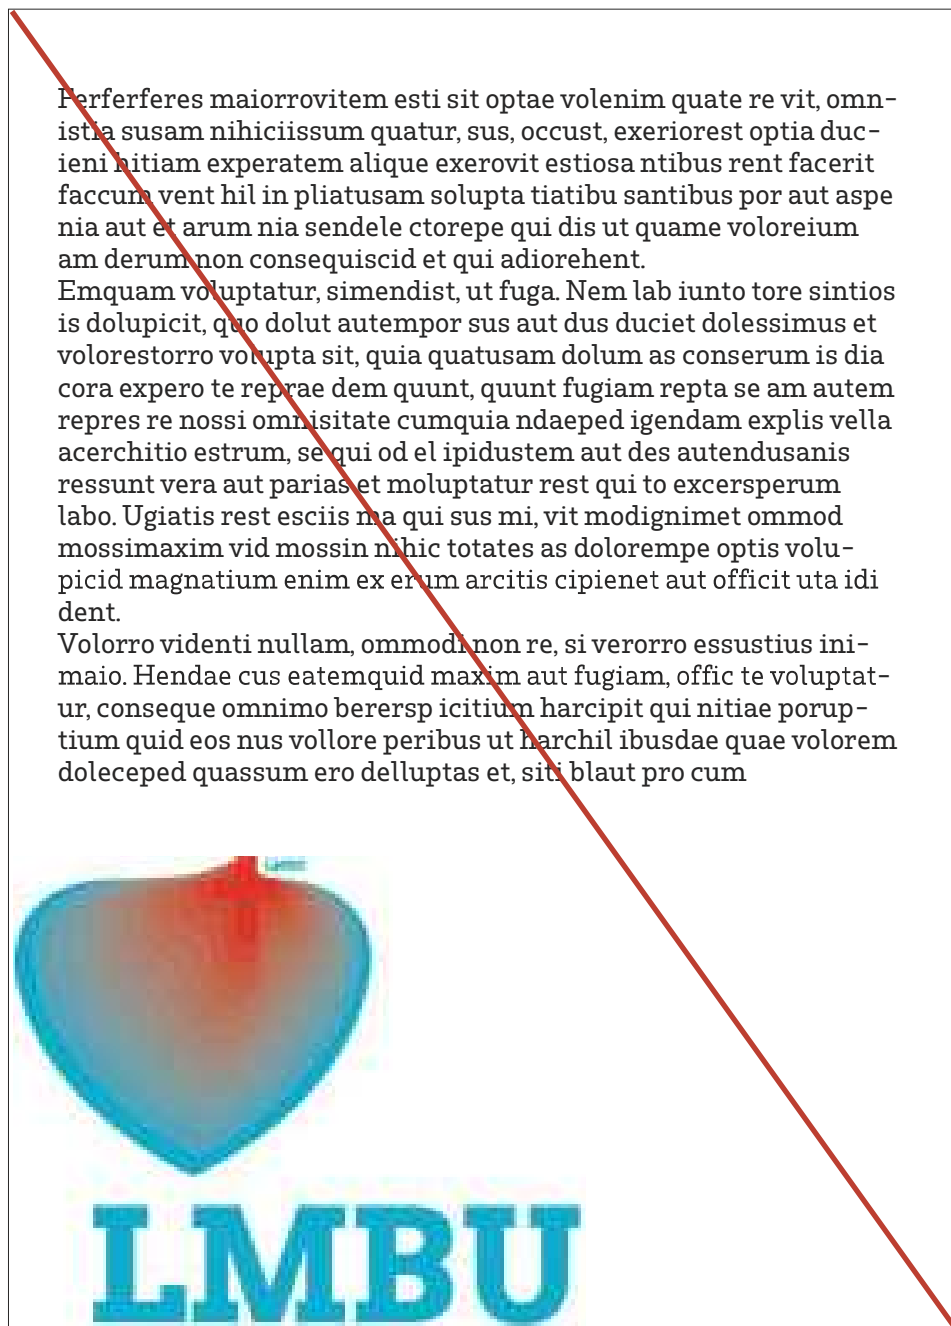 Ferferferes maiorrovitem esti sit optae volenim quate re vit, omn-
istia susam nihiciissum quatur, sus, occust, exeriorest optia duc-
ieni hitiam experatem alique exerovit estiosa ntibus rent facerit
faccum vent hil in pliatusam solupta tiatibu santibus por aut aspe
nia aut et arum nia sendele ctorepe qui dis ut quame voloreium
am derum non consequiscid et qui adiorehent.
Emquam voluptatur, simendist, ut fuga. Nem lab iunto tore sintios
is dolupicit, quo dolut autempor sus aut dus duciet dolessimus et
volorestorro volupta sit, quia quatusam dolum as conserum is dia
cora expero te reprae dem quunt, quunt fugiam repta se am autem
repres re nossi omnisitate cumquia ndaeped igendam explis vella
acerchitio estrum, se qui od el ipidustem aut des autendusanis
ressunt vera aut parias et moluptatur rest qui to excersperum
labo. Ugiatis rest esciis ma qui sus mi, vit modignimet ommod
mossimaxim vid mossin nihic totates as dolorempe optis volu-
picid magnatium enim ex erum arcitis cipienet aut officit uta idi
dent.
Volorro videnti nullam, ommodi non re, si verorro essustius ini-
maio. Hendae cus eatemquid maxim aut fugiam, offic te voluptat-
ur, conseque omnimo berersp icitium harcipit qui nitiae porup-
tium quid eos nus vollore peribus ut harchil ibusdae quae volorem
doleceped quassum ero delluptas et, siti blaut pro cum
LMBU